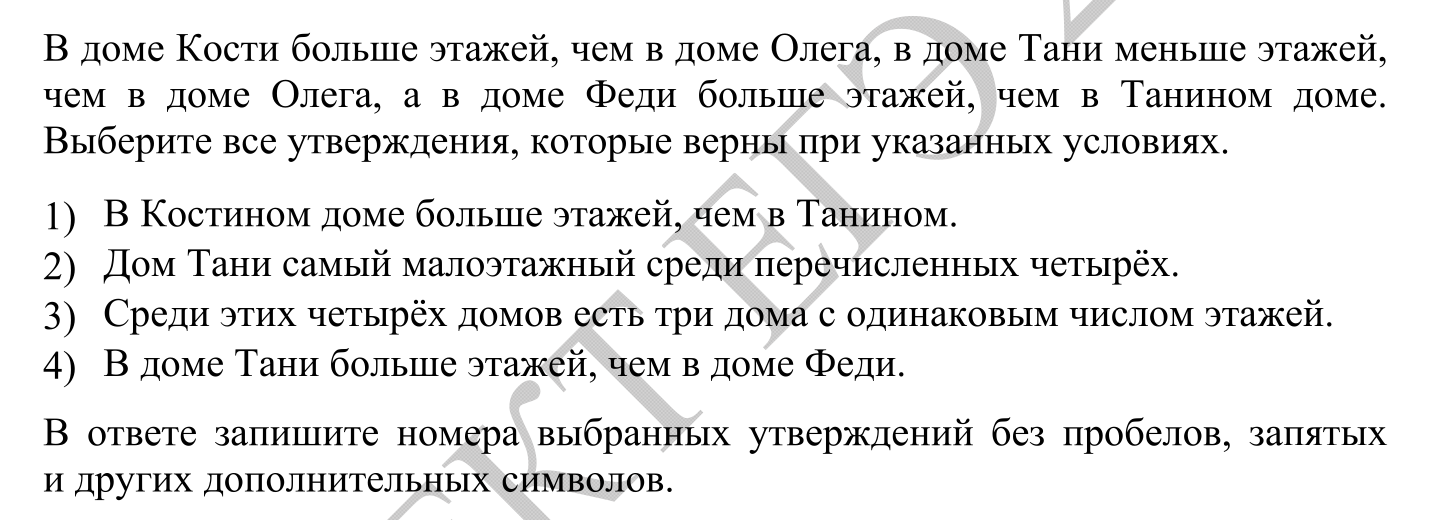 В доме Кости больше этажей, чем в доме Олега, в доме Тани меньше этажей,
чем в доме Олега, а в доме Феди больше этажей, чем в Танином доме.
Выберите все утверждения, которые верны при указанных условиях.
1) В Костином доме больше этажей, чем в Танином.
2) Дом Тани самый малоэтажный среди перечисленных четырёх.
3) Среди этих четырёх домов есть три дома с одинаковым числом этажей.
4) В доме Тани больше этажей, чем в доме Феди.
В ответе запишите номера выбранных утверждений без пробелов, запятых
и других дополнительных символов.
ЕГЭ